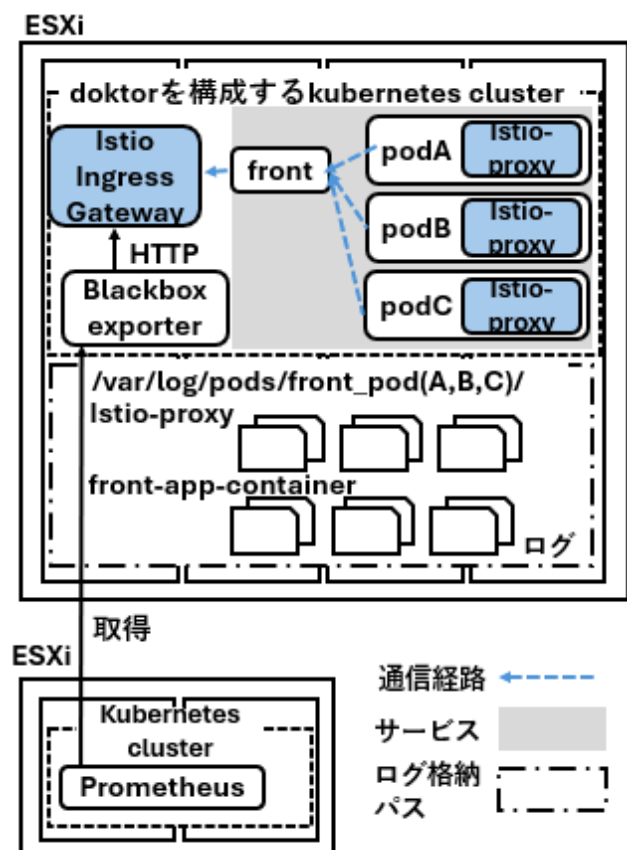 ESXi
doktorを構成するkubernetes cluster
Istio
Ingress
Gateway
front
podA
Istio-
proxy
podB
Istio-
proxy
podC
Istio-
proxy
HTTP
Blackbox
exporter
/var/log/pods/front_pod(A,B,C)/
Istio-proxy
front-app-container
ログ
取得
ESXi
Kubernetes
cluster
Prometheus
通信経路
サービス
ログ格納
パス